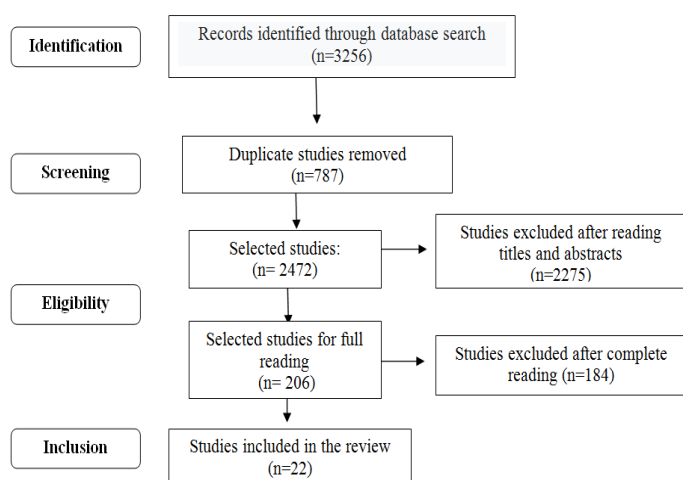 Identification
Records identified through database search
(n=3256)
Screening
Duplicate studies removed
(n=787)
Eligibility
Selected studies:
(n= 2472)
Studies excluded after reading
titles and abstracts
(n=2275)
Selected studies for full
reading
(n= 206)
Studies excluded after complete
reading (n=184)
Inclusion
Studies included in the review
(n=22)